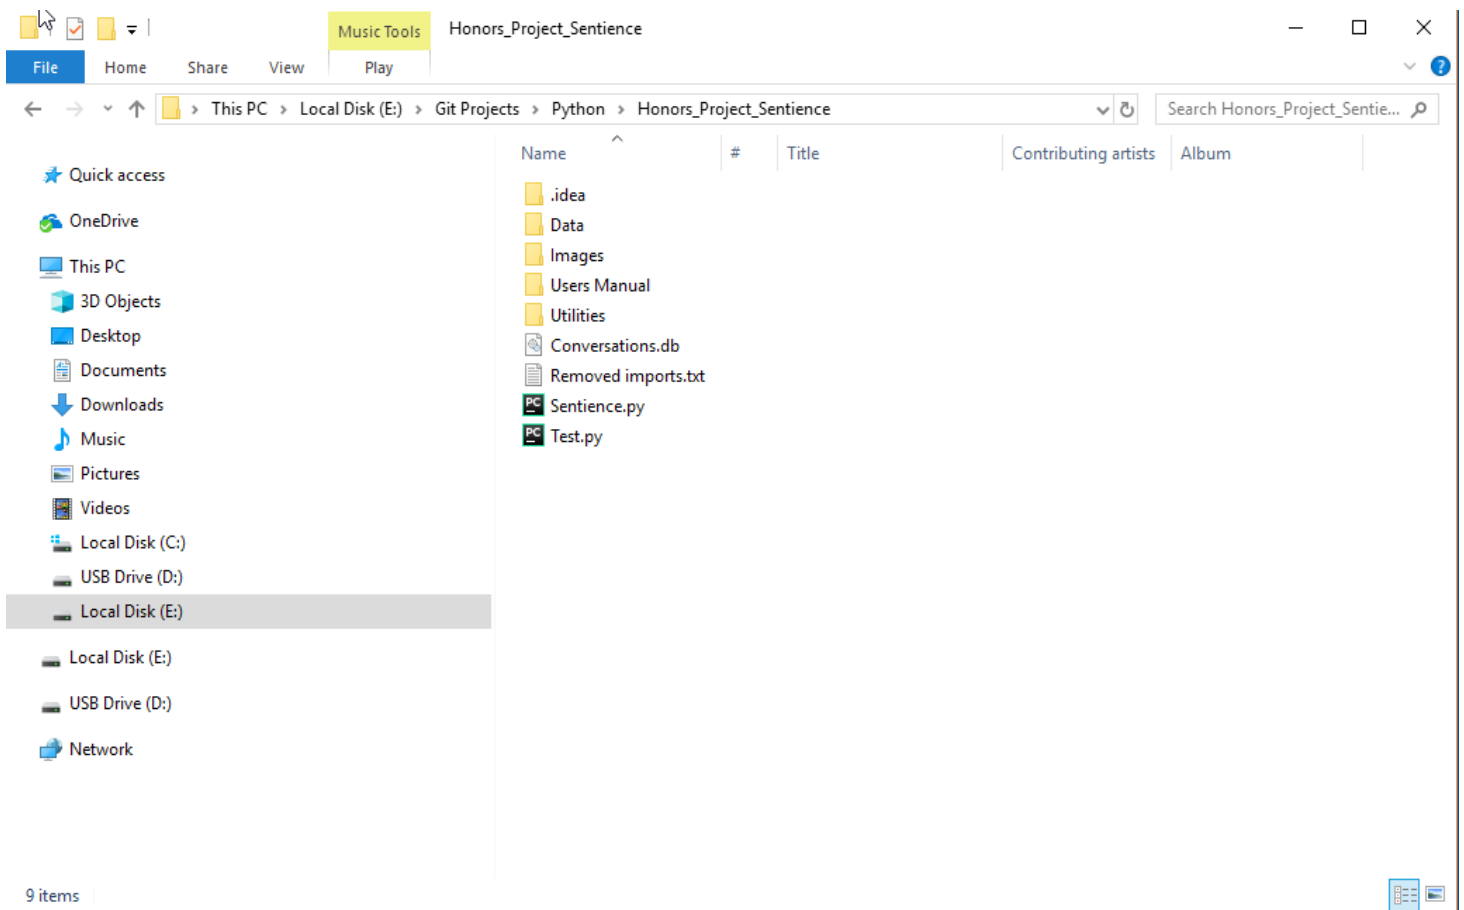 Music Tools Honors_Project_Sentience
File Home Share View Play
This PC Local Disk (E:) Git Projects Python Honors_Project_Sentience Search Honors_Project_Sentie...
Name # Title Contributing artists Album
Quick access
OneDrive
This PC
3D Objects
Desktop
Documents
Downloads
Music
Pictures
Videos
Local Disk (C:)
USB Drive (D:)
Local Disk (E:)
Local Disk (E:)
USB Drive (D:)
Network
.idea
Data
Images
Users Manual
Utilities
Conversations.db
Removed imports.txt
PC Sentience.py
PC Test.py
9 items